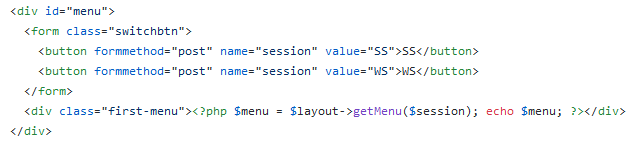 <div id="menu">
<form class="switchbtn">
<button formmethod="post" name="session" value="SS">SS</button>
<button formmethod="post" name="session" value="WS">WS</button>
</form>
<div class="first-menu"><?php $menu = $layout->getMenu($session); echo $menu; ?></div>
</div>